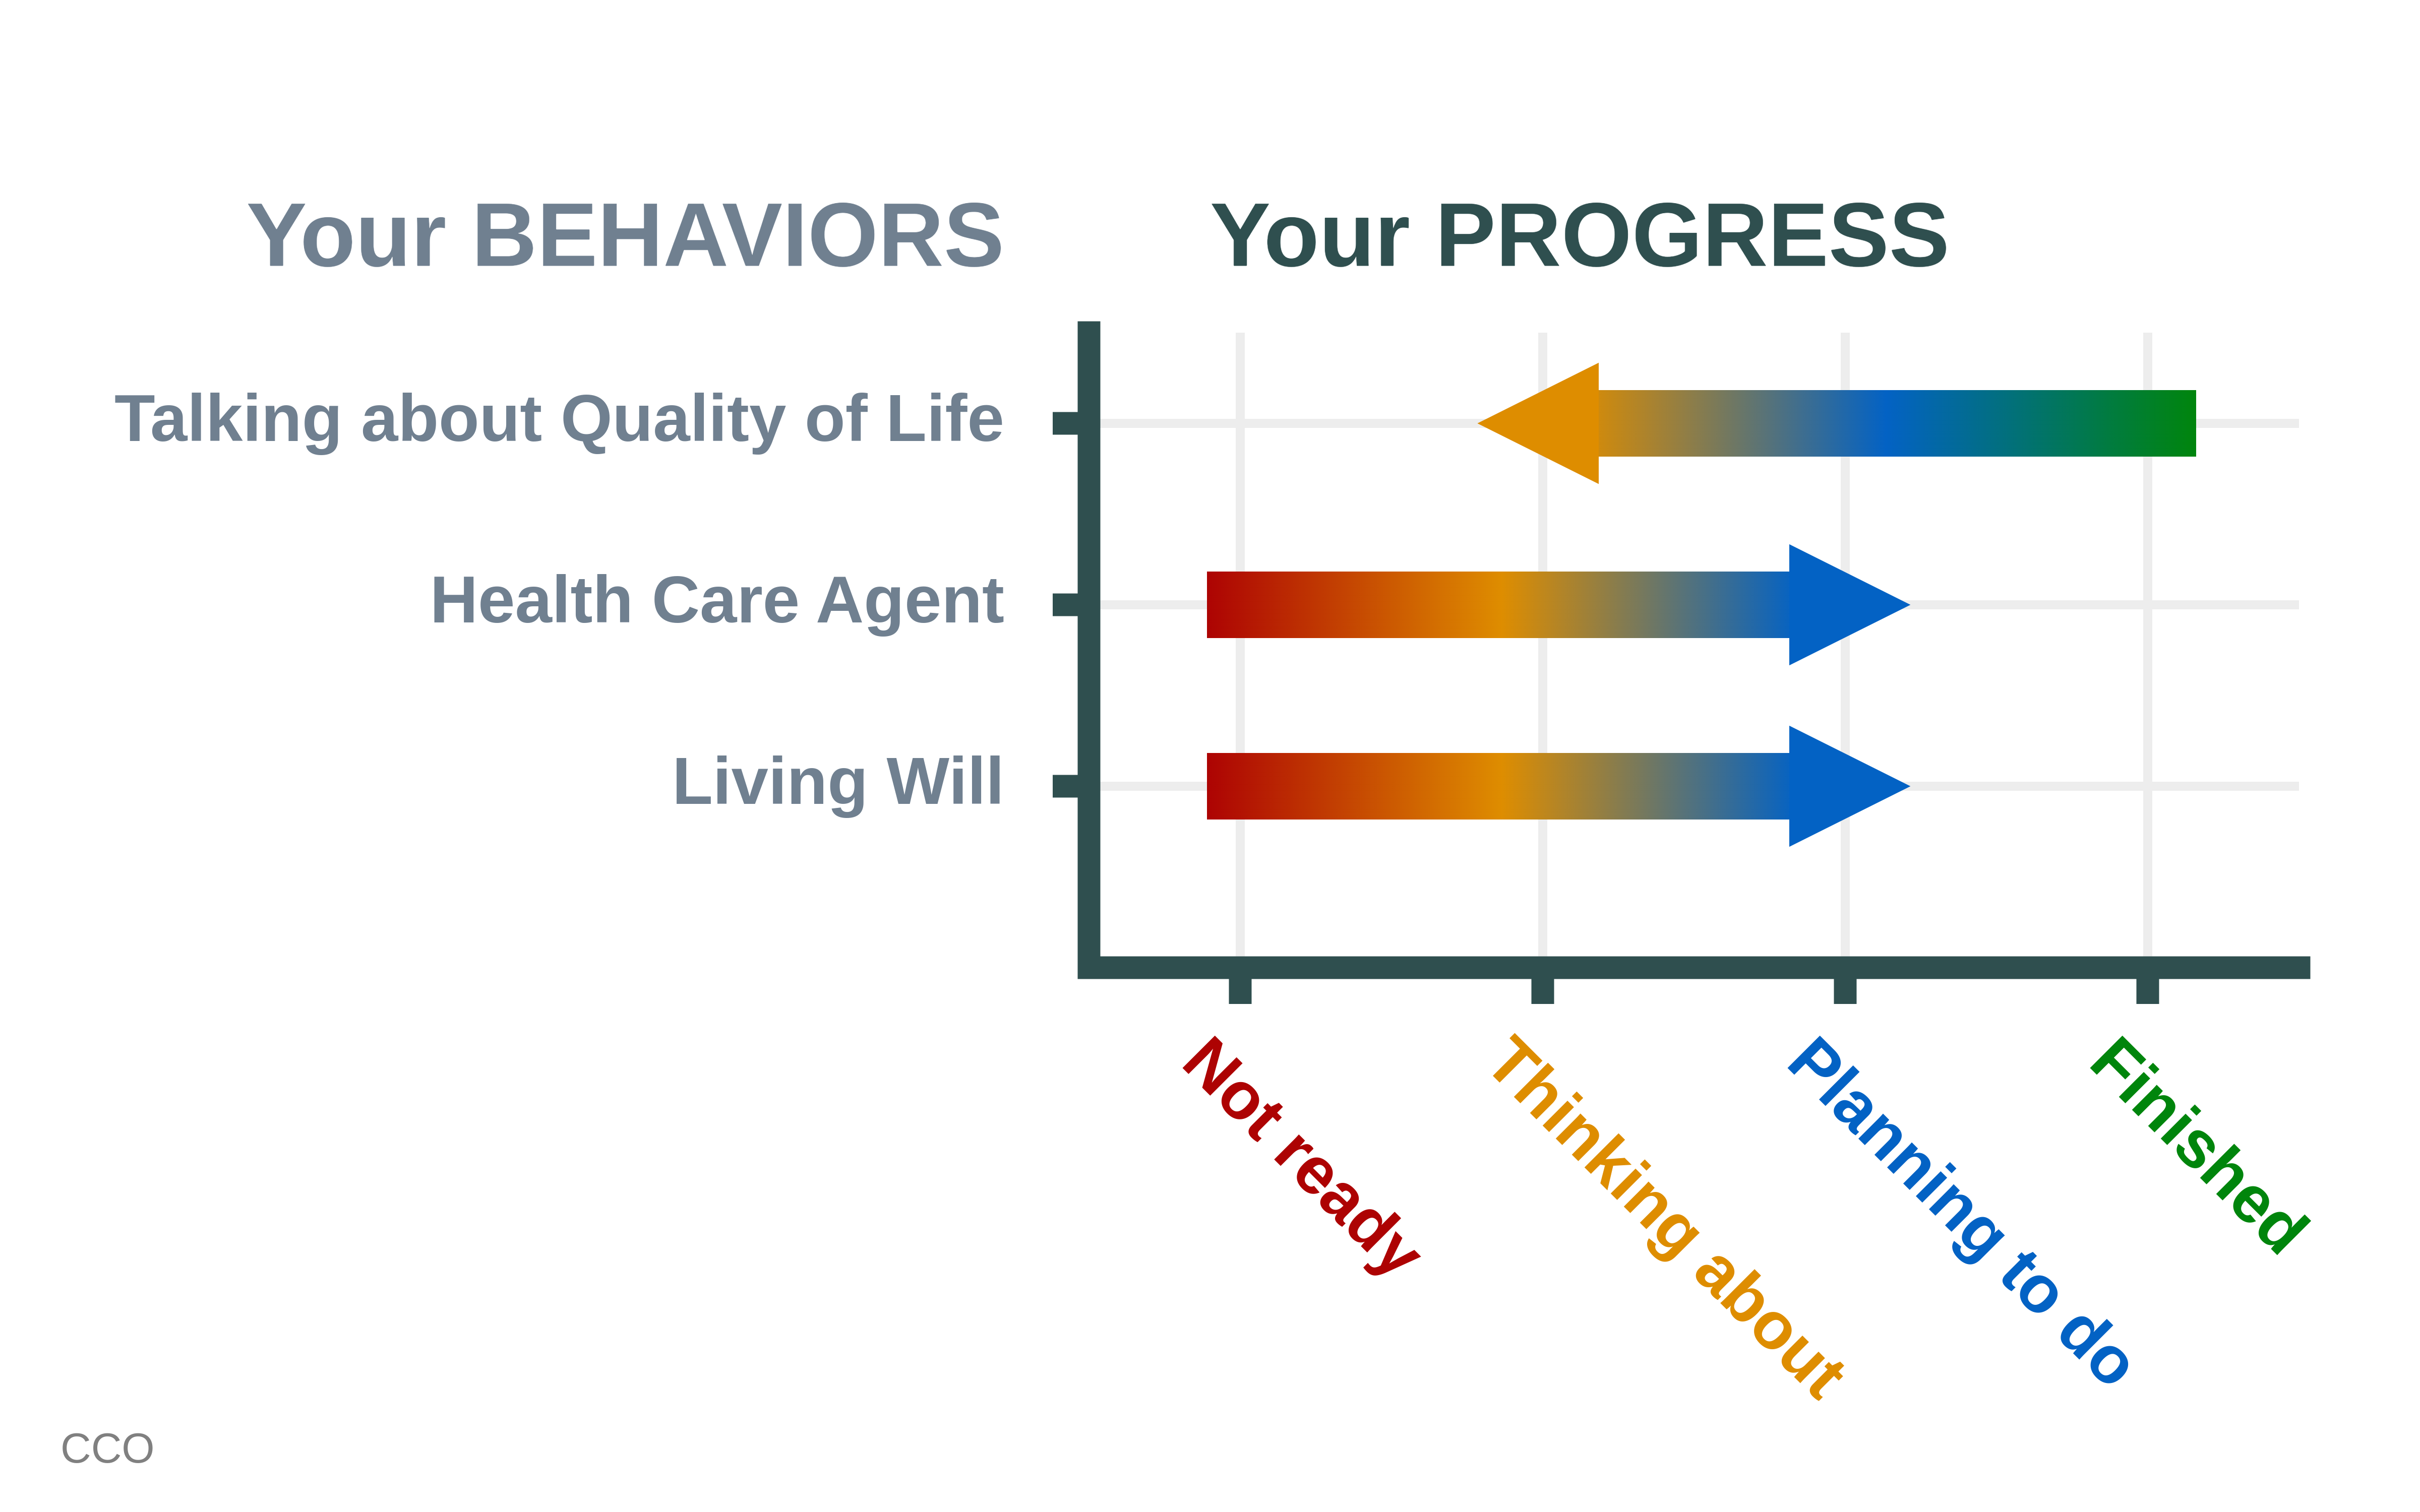 Your BEHAVIORS
Your PROGRESS
Talking about Quality of Life
Health Care Agent
Living Will
Not ready
Thinking about
Planning to do
Finished
CCO